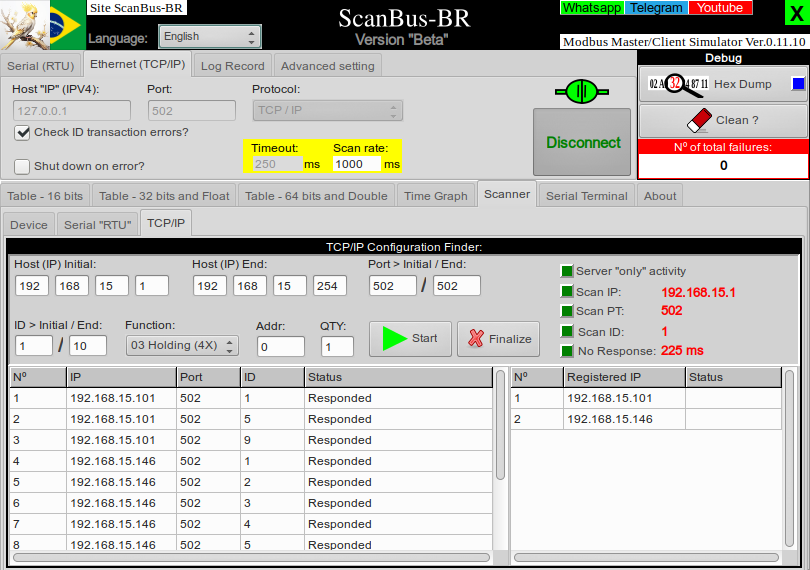 Site ScanBus-BR
ScanBus-BR
Version "Beta"
Language:
English
Whatsapp Telegram Youtube
X
Modbus Master/Client Simulator Ver.0.11.10
Serial (RTU) Ethernet (TCP/IP) Log Record Advanced setting
Host "IP" (IPV4): Port: Protocol:
127.0.0.1 502 TCP / IP
Check ID transaction errors?
Shut down on error?
Timeout: Scan rate:
250 ms 1000 ms
Disconnect
Debug
02 A 32 4 87 11 Hex Dump
Clean ?
Nº of total failures:
0
Table - 16 bits Table - 32 bits and Float Table - 64 bits and Double Time Graph Scanner Serial Terminal About
Device Serial "RTU" TCP/IP
TCP/IP Configuration Finder:
Host (IP) Initial: Host (IP) End: Port > Initial / End:
192 168 15 1 192 168 15 254 502 / 502
ID > Initial / End: Function: Addr: QTY:
1 / 10 03 Holding (4X) 0 1 Start Finalize
Server "only" activity
Scan IP: 192.168.15.1
Scan PT: 502
Scan ID: 1
No Response: 225 ms
Nº IP Port ID Status
1 192.168.15.101 502 1 Responded
2 192.168.15.101 502 5 Responded
3 192.168.15.101 502 9 Responded
4 192.168.15.146 502 1 Responded
5 192.168.15.146 502 2 Responded
6 192.168.15.146 502 3 Responded
7 192.168.15.146 502 4 Responded
8 192.168.15.146 502 5 Responded
Nº Registered IP Status
1 192.168.15.101
2 192.168.15.146